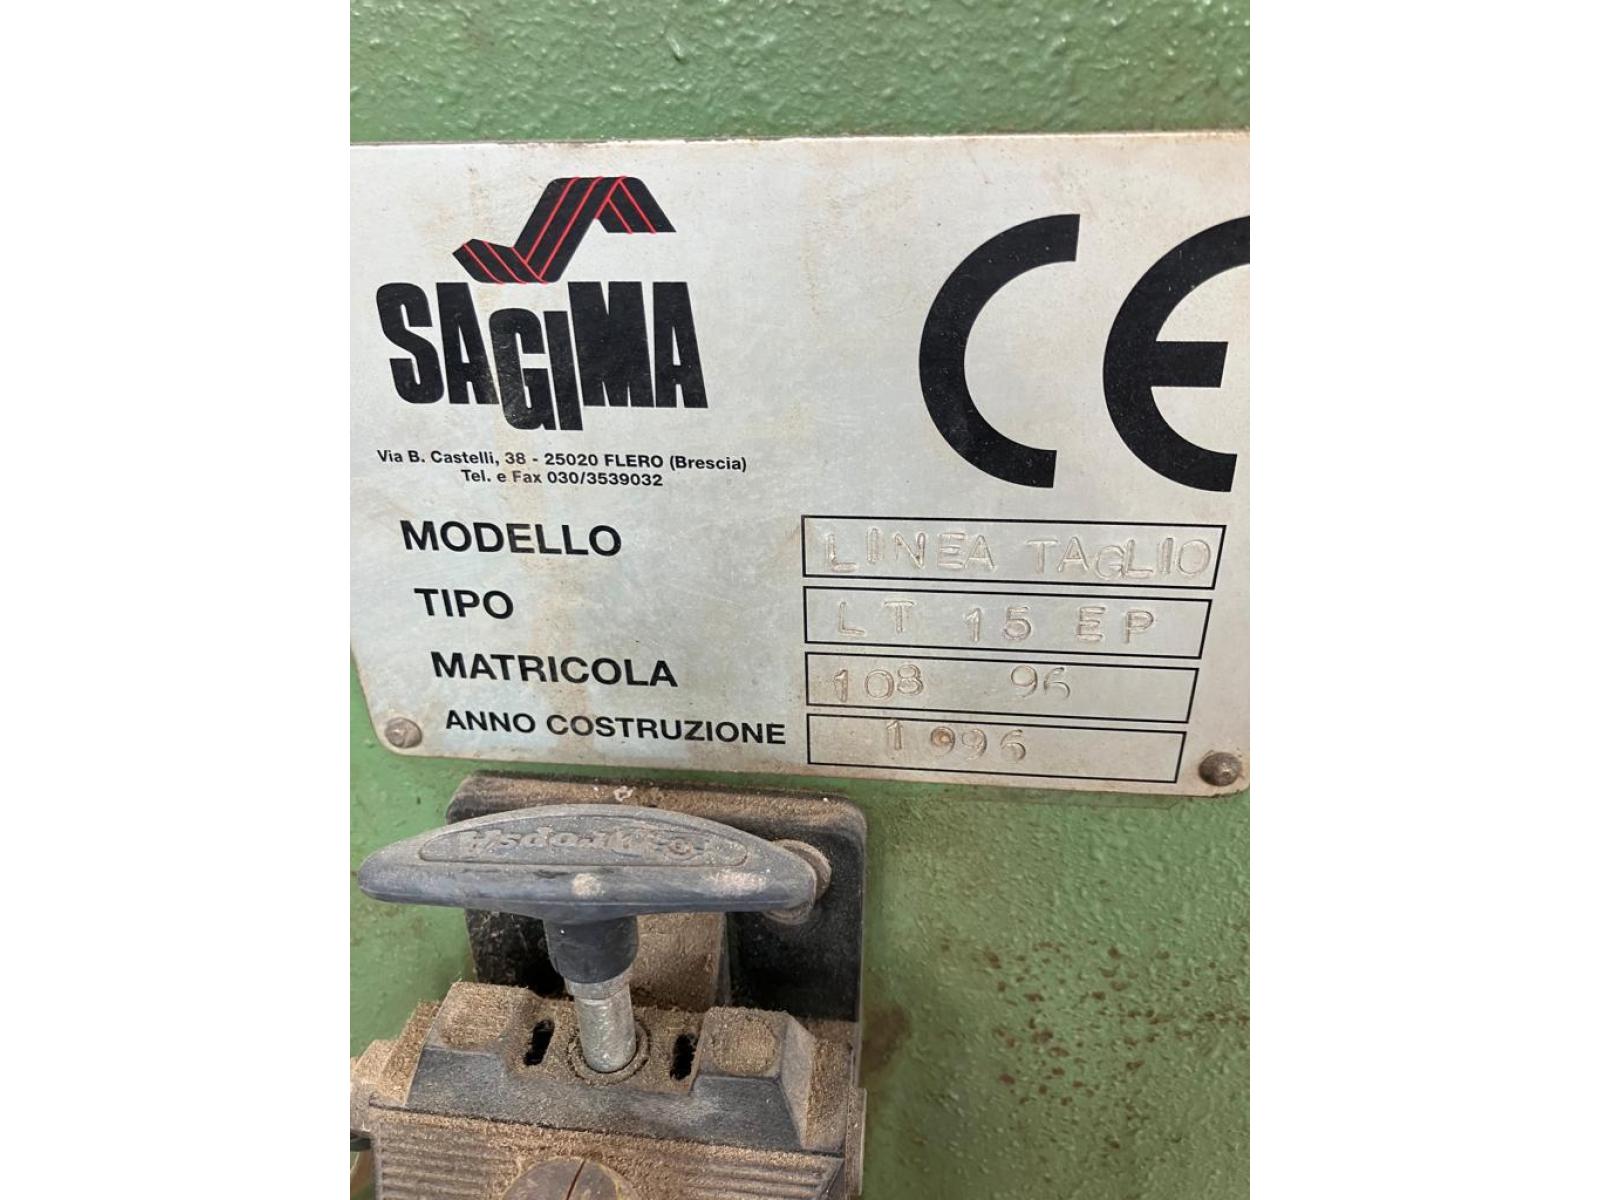 SAGIMA
Via B. Castelli, 38 - 25020 FLERO (Brescia)
Tel. e Fax 030/3539032
CE
MODELLO LINEA TAGLIO
TIPO LT 15 EP
MATRICOLA 108 96
ANNO COSTRUZIONE 1996